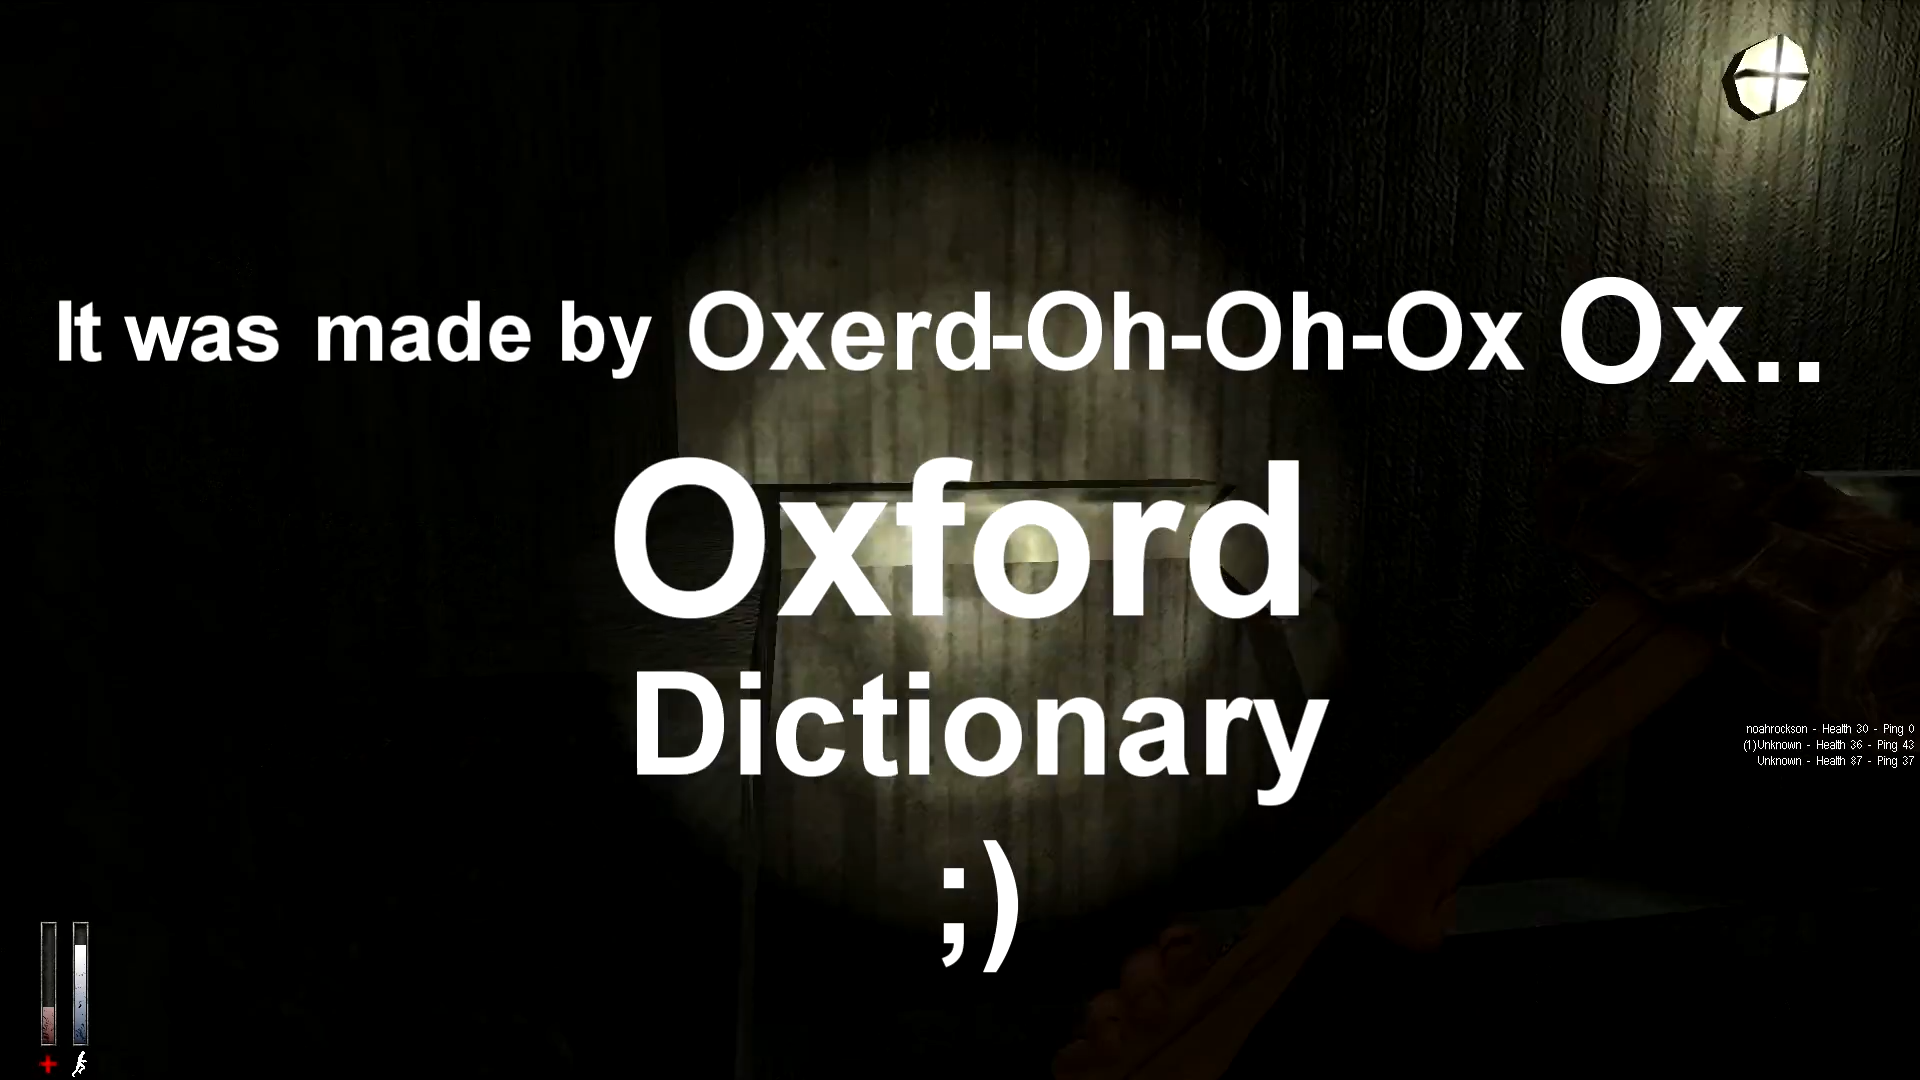 It was made by Oxerd-Oh-Oh-Ox Ox..
Oxford
Dictionary
;)
noahrockson - Health 30 - Ping 0
(1)Unknown - Health 36 - Ping 43
Unknown - Health 87 - Ping 37